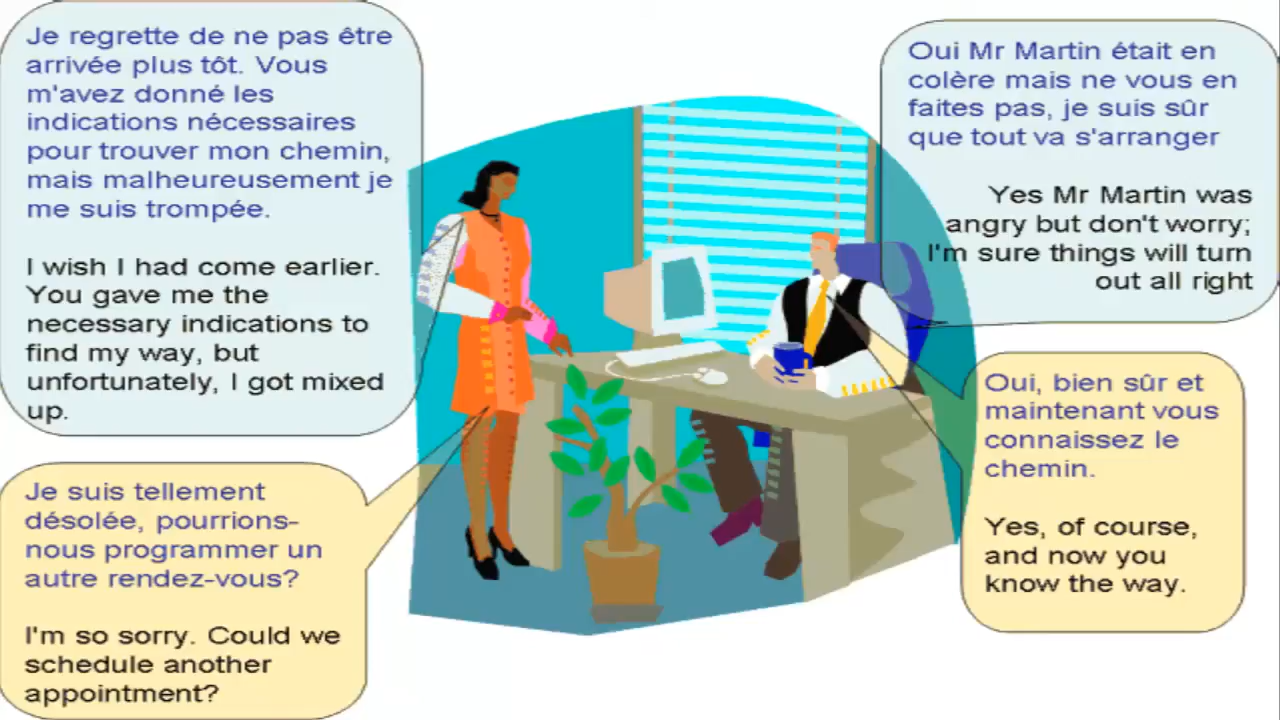 Je regrette de ne pas être
arrivée plus tôt. Vous
m'avez donné les
indications nécessaires
pour trouver mon chemin,
mais malheureusement je
me suis trompée.
I wish I had come earlier.
You gave me the
necessary indications to
find my way, but
unfortunately, I got mixed
up.
Oui Mr Martin était en
colère mais ne vous en
faites pas, je suis sûr
que tout va s'arranger
Yes Mr Martin was
angry but don't worry;
I'm sure things will turn
out all right
Je suis tellement
désolée, pourrions-
nous programmer un
autre rendez-vous?
I'm so sorry. Could we
schedule another
appointment?
Oui, bien sûr et
maintenant vous
connaissez le
chemin.
Yes, of course,
and now you
know the way.